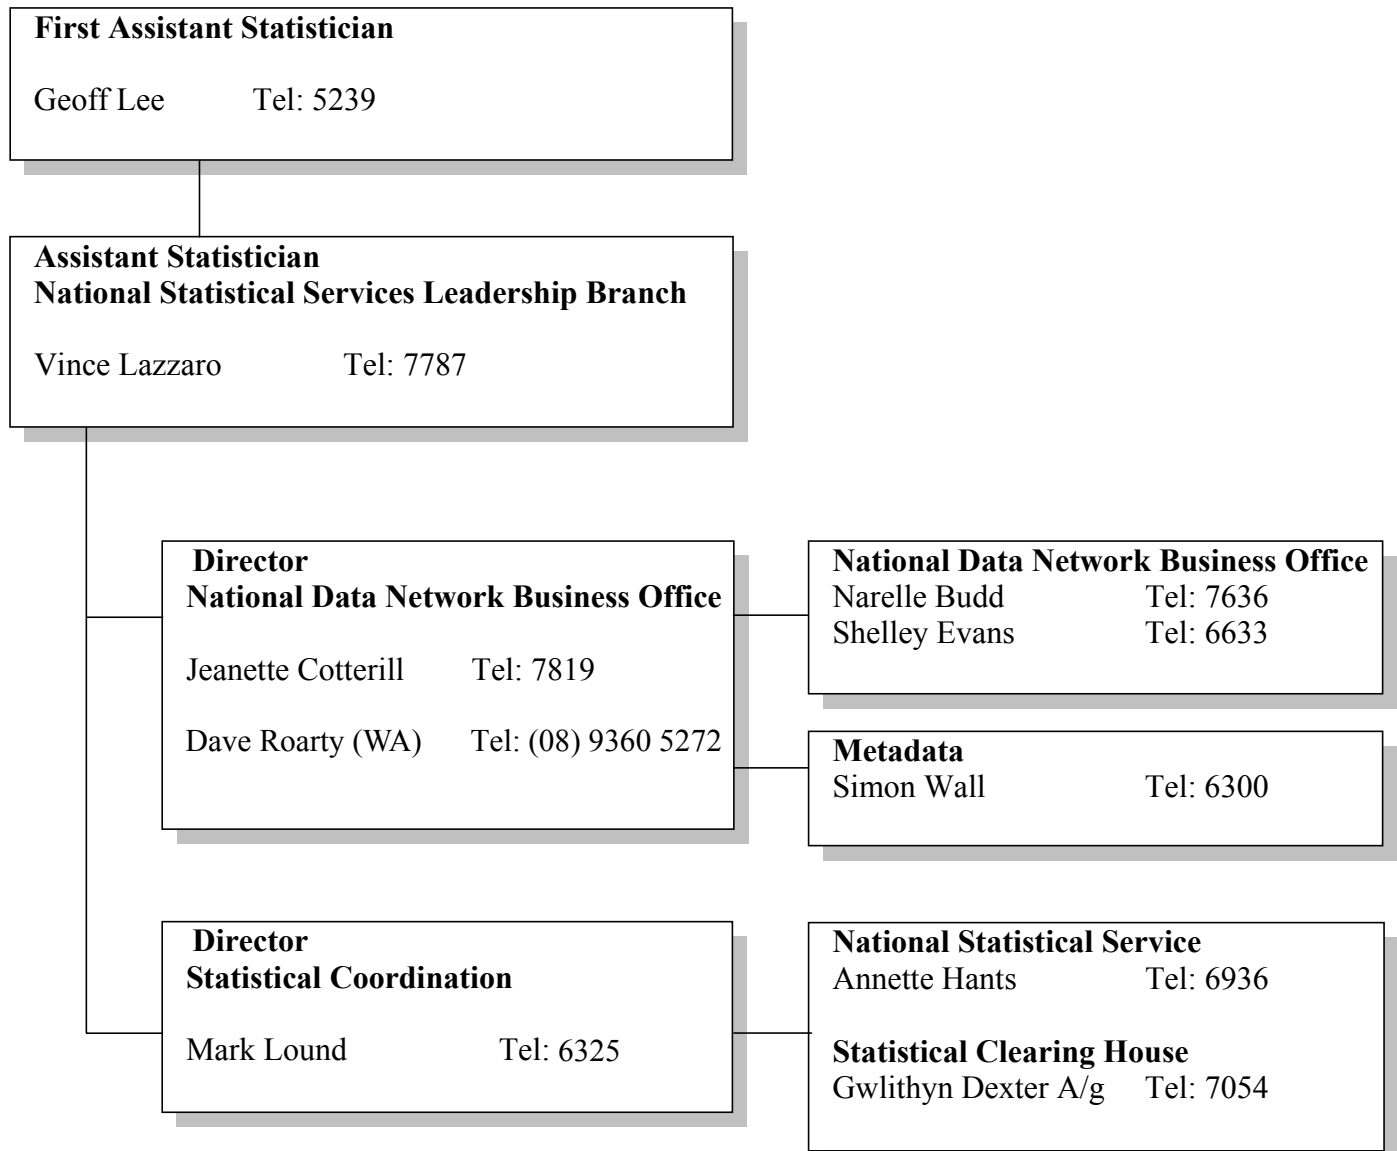 First Assistant Statistician
Geoff Lee Tel: 5239
Assistant Statistician
National Statistical Services Leadership Branch
Vince Lazzaro Tel: 7787
Director
National Data Network Business Office
Jeanette Cotterill Tel: 7819
Dave Roarty (WA) Tel: (08) 9360 5272
National Data Network Business Office
Narelle Budd Tel: 7636
Shelley Evans Tel: 6633
Metadata
Simon Wall Tel: 6300
Director
Statistical Coordination
Mark Lound Tel: 6325
National Statistical Service
Annette Hants Tel: 6936
Statistical Clearing House
Gwlithyn Dexter A/g Tel: 7054